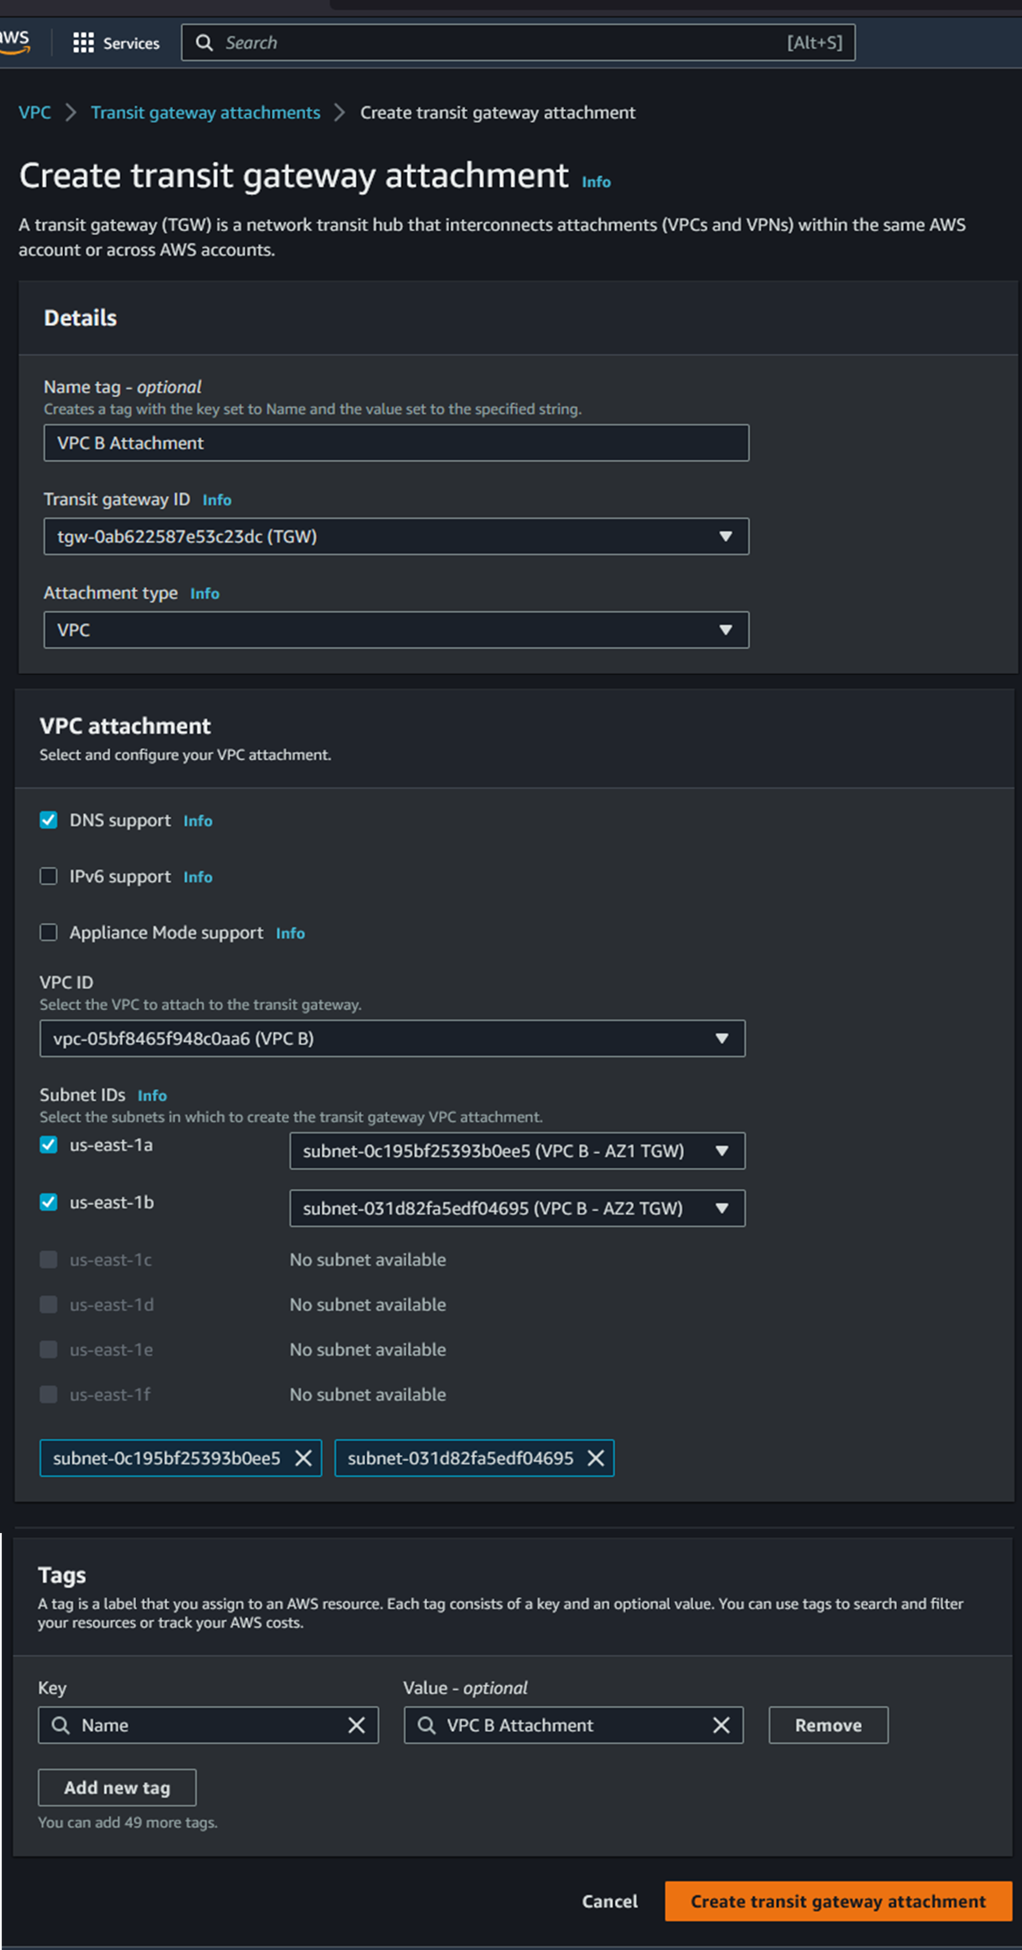 aws Services Search [Alt+S]
VPC > Transit gateway attachments > Create transit gateway attachment
Create transit gateway attachment Info
A transit gateway (TGW) is a network transit hub that interconnects attachments (VPCs and VPNs) within the same AWS
account or across AWS accounts.
Details
Name tag - optional
Creates a tag with the key set to Name and the value set to the specified string.
VPC B Attachment
Transit gateway ID Info
tgw-0ab622587e53c23dc (TGW)
Attachment type Info
VPC
VPC attachment
Select and configure your VPC attachment.
DNS support Info
IPv6 support Info
Appliance Mode support Info
VPC ID
Select the VPC to attach to the transit gateway.
vpc-05bf8465f948c0aa6 (VPC B)
Subnet IDs Info
Select the subnets in which to create the transit gateway VPC attachment.
us-east-1a subnet-0c195bf25393b0ee5 (VPC B - AZ1 TGW)
us-east-1b subnet-031d82fa5edf04695 (VPC B - AZ2 TGW)
us-east-1c No subnet available
us-east-1d No subnet available
us-east-1e No subnet available
us-east-1f No subnet available
subnet-0c195bf25393b0ee5 subnet-031d82fa5edf04695
Tags
A tag is a label that you assign to an AWS resource. Each tag consists of a key and an optional value. You can use tags to search and filter
your resources or track your AWS costs.
Key Value - optional
Name VPC B Attachment Remove
Add new tag
You can add 49 more tags.
Cancel Create transit gateway attachment